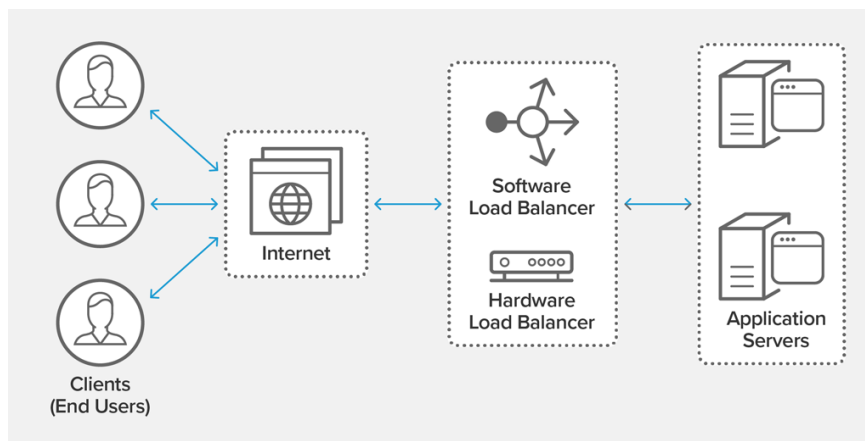 Clients
(End Users)
Internet
Software
Load Balancer
Hardware
Load Balancer
Application
Servers